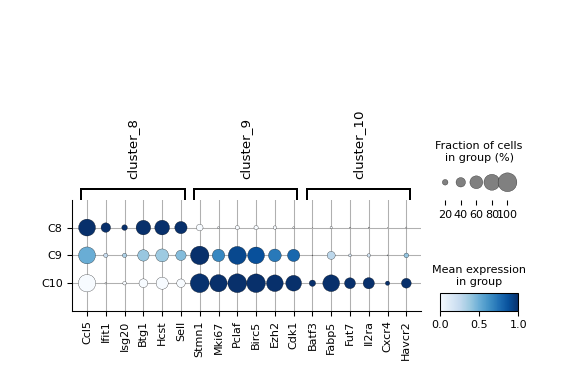 cluster_8
cluster_9
cluster_10
Fraction of cells
in group (%)
20 40 60 80 100
C8
C9
C10
Mean expression
in group
0.0 0.5 1.0
Ccl5
Ifit1
Isg20
Btg1
Hcst
Sell
Stmn1
Mki67
Pclaf
Birc5
Ezh2
Cdk1
Batf3
Fabp5
Fut7
Il2ra
Cxcr4
Havcr2